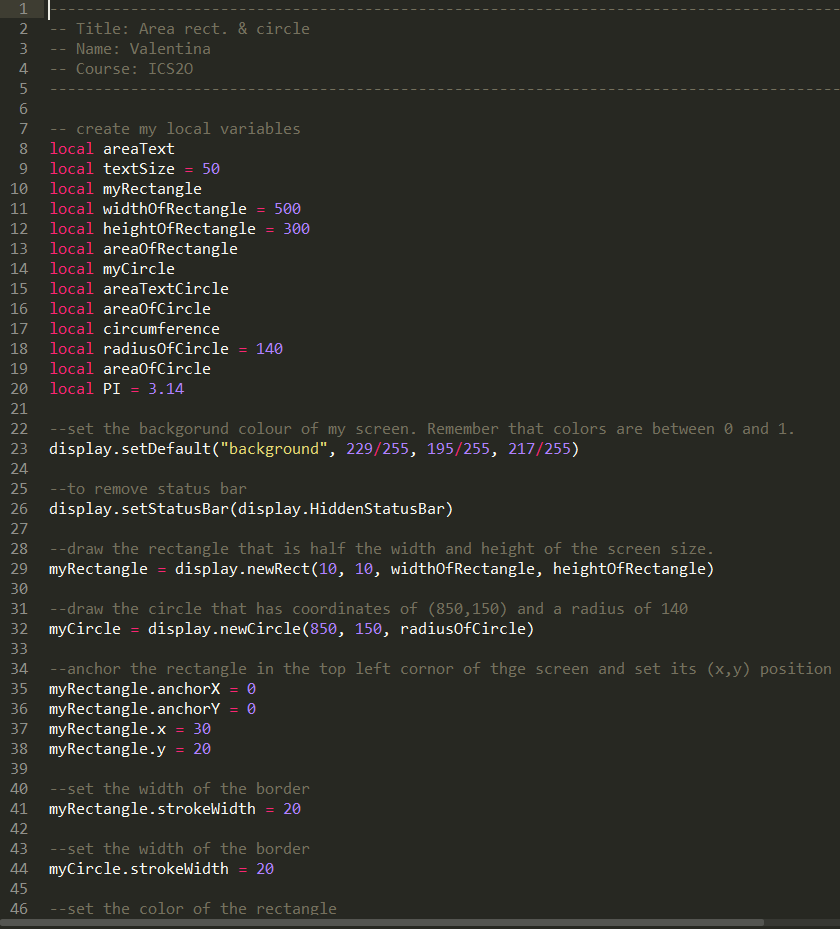 1 ----------------------------------------------------------------------------------------
2 -- Title: Area rect. & circle
3 -- Name: Valentina
4 -- Course: ICS2O
5 ----------------------------------------------------------------------------------------
6
7 -- create my local variables
8 local areaText
9 local textSize = 50
10 local myRectangle
11 local widthOfRectangle = 500
12 local heightOfRectangle = 300
13 local areaOfRectangle
14 local myCircle
15 local areaTextCircle
16 local areaOfCircle
17 local circumference
18 local radiusOfCircle = 140
19 local areaOfCircle
20 local PI = 3.14
21
22 --set the backgorund colour of my screen. Remember that colors are between 0 and 1.
23 display.setDefault("background", 229/255, 195/255, 217/255)
24
25 --to remove status bar
26 display.setStatusBar(display.HiddenStatusBar)
27
28 --draw the rectangle that is half the width and height of the screen size.
29 myRectangle = display.newRect(10, 10, widthOfRectangle, heightOfRectangle)
30
31 --draw the circle that has coordinates of (850,150) and a radius of 140
32 myCircle = display.newCircle(850, 150, radiusOfCircle)
33
34 --anchor the rectangle in the top left cornor of thge screen and set its (x,y) position
35 myRectangle.anchorX = 0
36 myRectangle.anchorY = 0
37 myRectangle.x = 30
38 myRectangle.y = 20
39
40 --set the width of the border
41 myRectangle.strokeWidth = 20
42
43 --set the width of the border
44 myCircle.strokeWidth = 20
45
46 --set the color of the rectangle